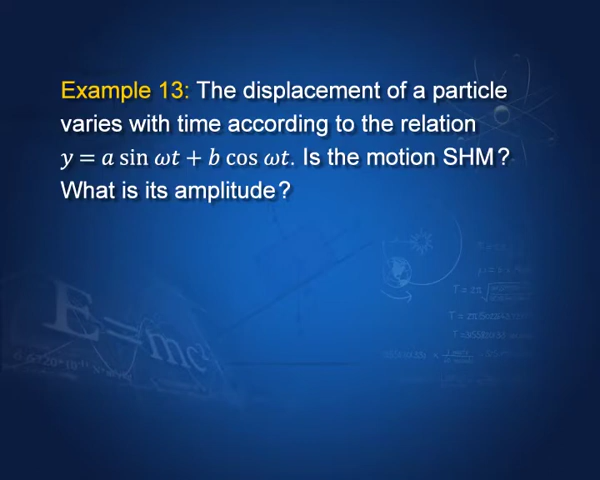 Example 13: The displacement of a particle
varies with time according to the relation
y = a sin ωt + b cos ωt. Is the motion SHM?
What is its amplitude?
E=mc²